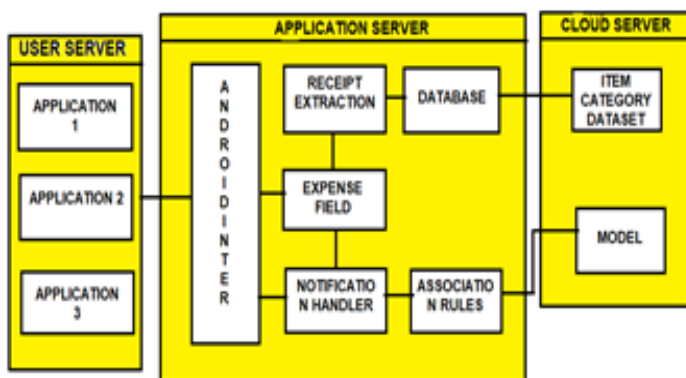 USER SERVER
APPLICATION
1
APPLICATION 2
APPLICATION
3
APPLICATION SERVER
A
N
D
R
O
I
D
I
N
T
E
R
RECEIPT
EXTRACTION
DATABASE
EXPENSE
FIELD
NOTIFICATIO
N HANDLER
ASSOCIATIO
N RULES
CLOUD SERVER
ITEM
CATEGORY
DATASET
MODEL